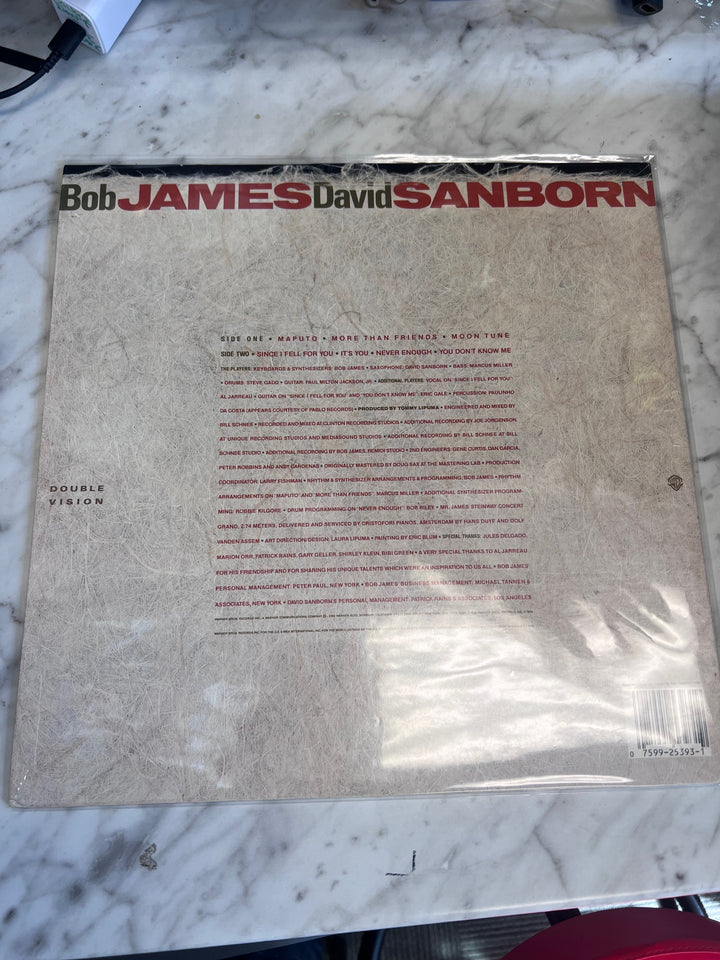 Bob JAMES David SANBORN
SIDE ONE • MAPUTO • MORE THAN FRIENDS • MOON TUNE
SIDE TWO • SINCE I FELL FOR YOU • IT'S YOU • NEVER ENOUGH • YOU DON'T KNOW ME
THE PLAYERS: KEYBOARDS & SYNTHESIZERS: BOB JAMES • SAXOPHONE: DAVID SANBORN • BASS: MARCUS MILLER
• DRUMS: STEVE GADD • GUITAR: PAUL MILTON JACKSON, JR. • ADDITIONAL PLAYERS: VOCAL ON "SINCE I FELL FOR YOU":
AL JARREAU • GUITAR ON "SINCE I FELL FOR YOU" AND "YOU DON'T KNOW ME": ERIC GALE • PERCUSSION: PAULINHO
DA COSTA (APPEARS COURTESY OF PABLO RECORDS) • PRODUCED BY TOMMY LIPUMA • ENGINEERED AND MIXED BY
BILL SCHNEE • RECORDED AND MIXED AT CLINTON RECORDING STUDIOS • ADDITIONAL RECORDING BY JOE JORGENSON,
AT UNIQUE RECORDING STUDIOS AND MEDIASOUND STUDIOS • ADDITIONAL RECORDING BY BILL SCHNEE AT BILL
SCHNEE STUDIO • ADDITIONAL RECORDING BY BOB JAMES, REMIDI STUDIO • 2ND ENGINEERS: GENE CURTIS, DAN GARCIA,
PETER ROBBINS AND ANDY CARDENAS • ORIGINALLY MASTERED BY DOUG SAX AT THE MASTERING LAB • PRODUCTION
COORDINATOR: LARRY FISHMAN • RHYTHM & SYNTHESIZER ARRANGEMENTS & PROGRAMMING: BOB JAMES • RHYTHM
ARRANGEMENTS ON "MAPUTO" AND "MORE THAN FRIENDS": MARCUS MILLER • ADDITIONAL SYNTHESIZER PROGRAM-
MING: ROBBIE KILGORE • DRUM PROGRAMMING ON "NEVER ENOUGH": BOB RILEY • MR. JAMES' STEINWAY CONCERT
GRAND, 2.74 METERS, DELIVERED AND SERVICED BY CRISTOFORI PIANOS, AMSTERDAM BY HANS DUYF AND DOLF
VANDEN ASSEM • ART DIRECTION/DESIGN: LAURA LIPUMA • PAINTING BY ERIC BLUM • SPECIAL THANKS: JULES DELGADO,
MARION ORR, PATRICK RAINS, GARY GELLER, SHIRLEY KLEIN, BIBI GREEN • A VERY SPECIAL THANKS TO AL JARREAU
FOR HIS FRIENDSHIP AND FOR SHARING HIS UNIQUE TALENTS WHICH WERE AN INSPIRATION TO US ALL • BOB JAMES'
PERSONAL MANAGEMENT: PETER PAUL, NEW YORK • BOB JAMES' BUSINESS MANAGEMENT: MICHAEL TANNEN &
ASSOCIATES, NEW YORK • DAVID SANBORN'S PERSONAL MANAGEMENT: PATRICK RAINS & ASSOCIATES, LOS ANGELES
DOUBLE
VISION
0 7599-25393-1